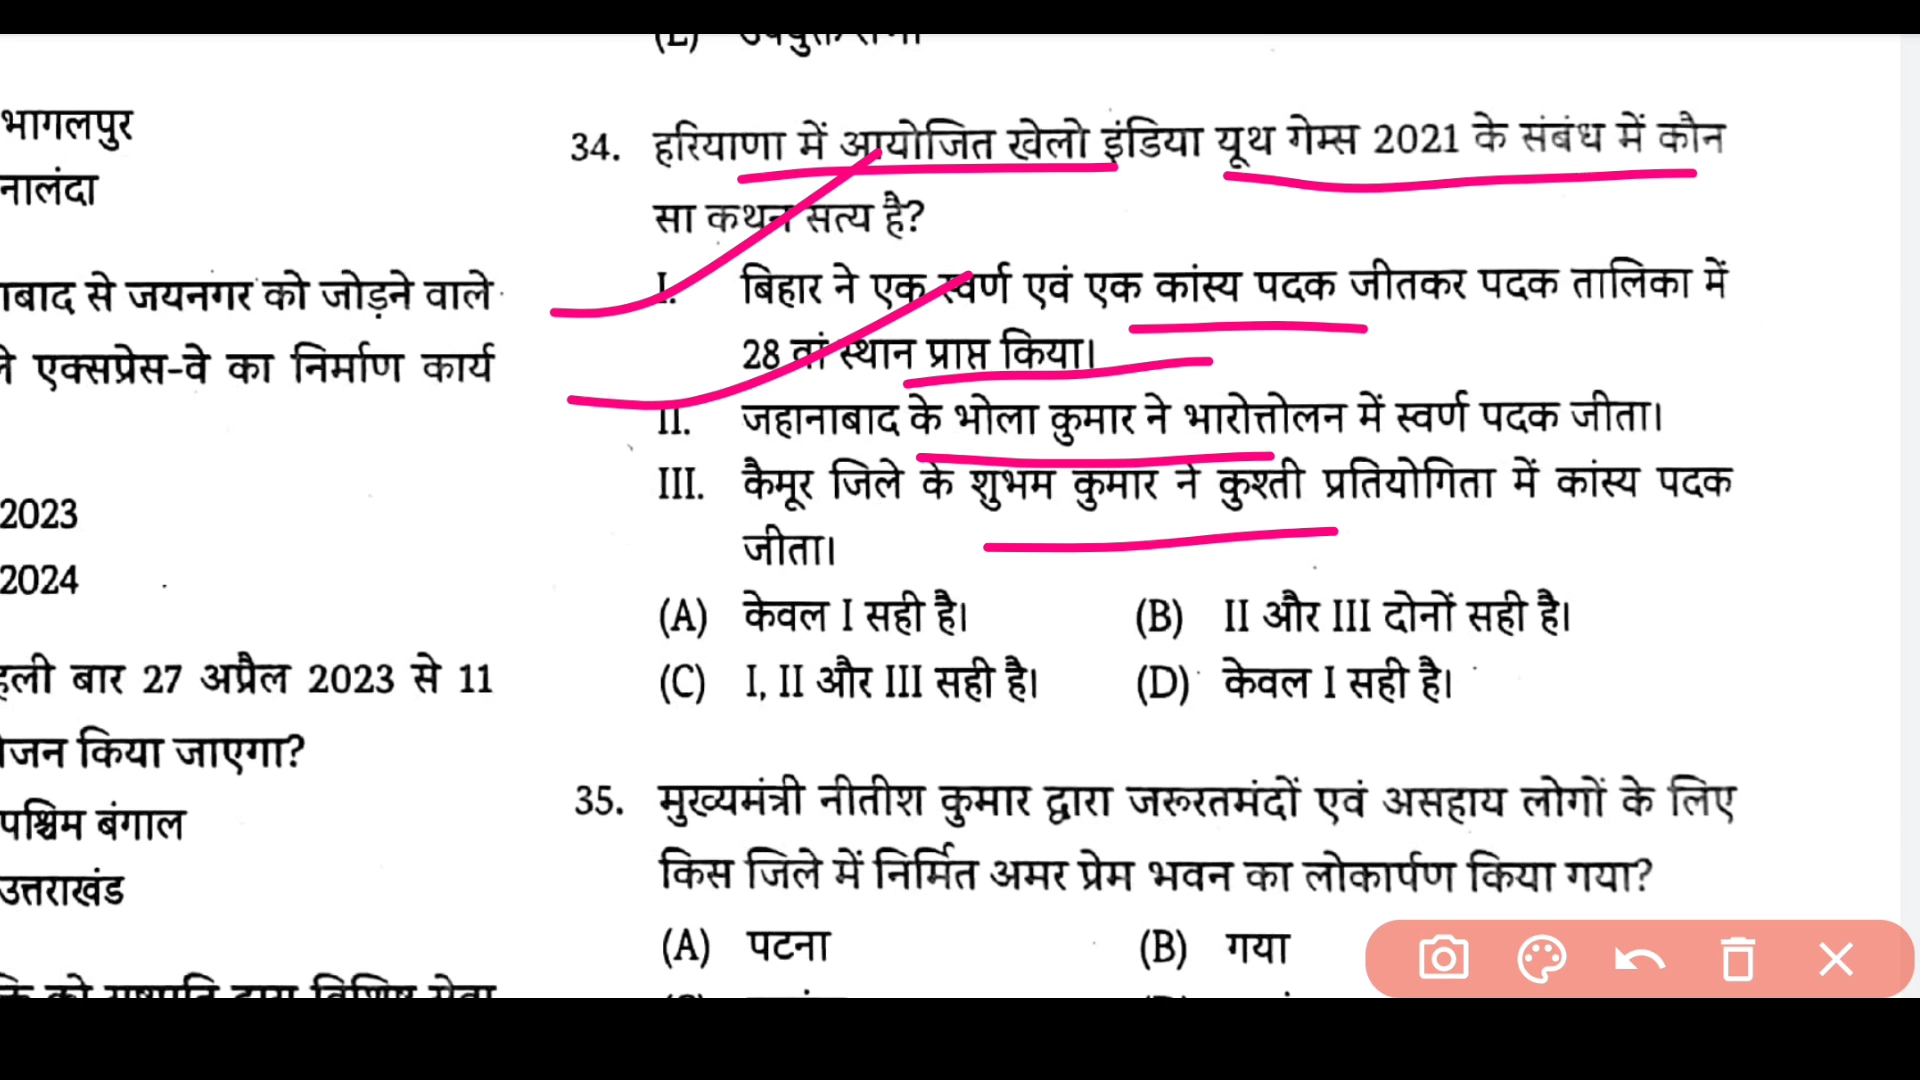 भागलपुर
नालंदा
ाबाद से जयनगर को जोड़ने वाले
एक्सप्रेस-वे का निर्माण कार्य
2023
2024
हली बार 27 अप्रैल 2023 से 11
ोजन किया जाएगा?
पश्चिम बंगाल
उत्तराखंड
(E) उपर्युक्त सभी
34. हरियाणा में आयोजित खेलो इंडिया यूथ गेम्स 2021 के संबंध में कौन
सा कथन सत्य है?
I. बिहार ने एक स्वर्ण एवं एक कांस्य पदक जीतकर पदक तालिका में
28 वां स्थान प्राप्त किया।
II. जहानाबाद के भोला कुमार ने भारोत्तोलन में स्वर्ण पदक जीता।
III. कैमूर जिले के शुभम कुमार ने कुश्ती प्रतियोगिता में कांस्य पदक
जीता।
(A) केवल I सही है। (B) II और III दोनों सही है।
(C) I, II और III सही है। (D) केवल I सही है।
35. मुख्यमंत्री नीतीश कुमार द्वारा जरूरतमंदों एवं असहाय लोगों के लिए
किस जिले में निर्मित अमर प्रेम भवन का लोकार्पण किया गया?
(A) पटना (B) गया